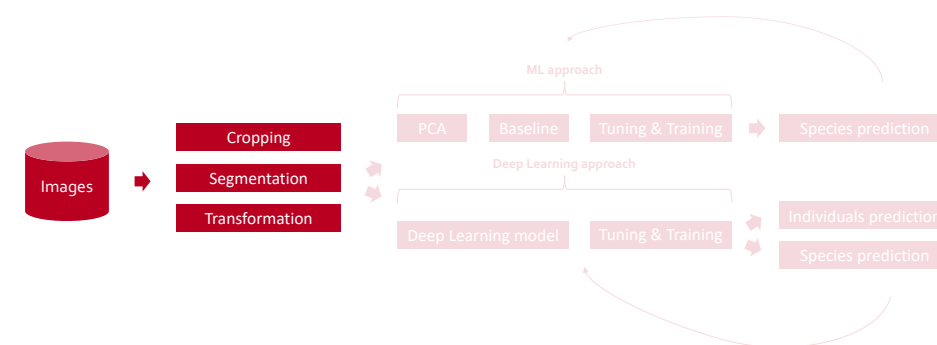 ML approach
Cropping
PCA
Baseline
Tuning & Training
Species prediction
Images
Segmentation
Deep Learning approach
Transformation
Deep Learning model
Tuning & Training
Individuals prediction
Species prediction